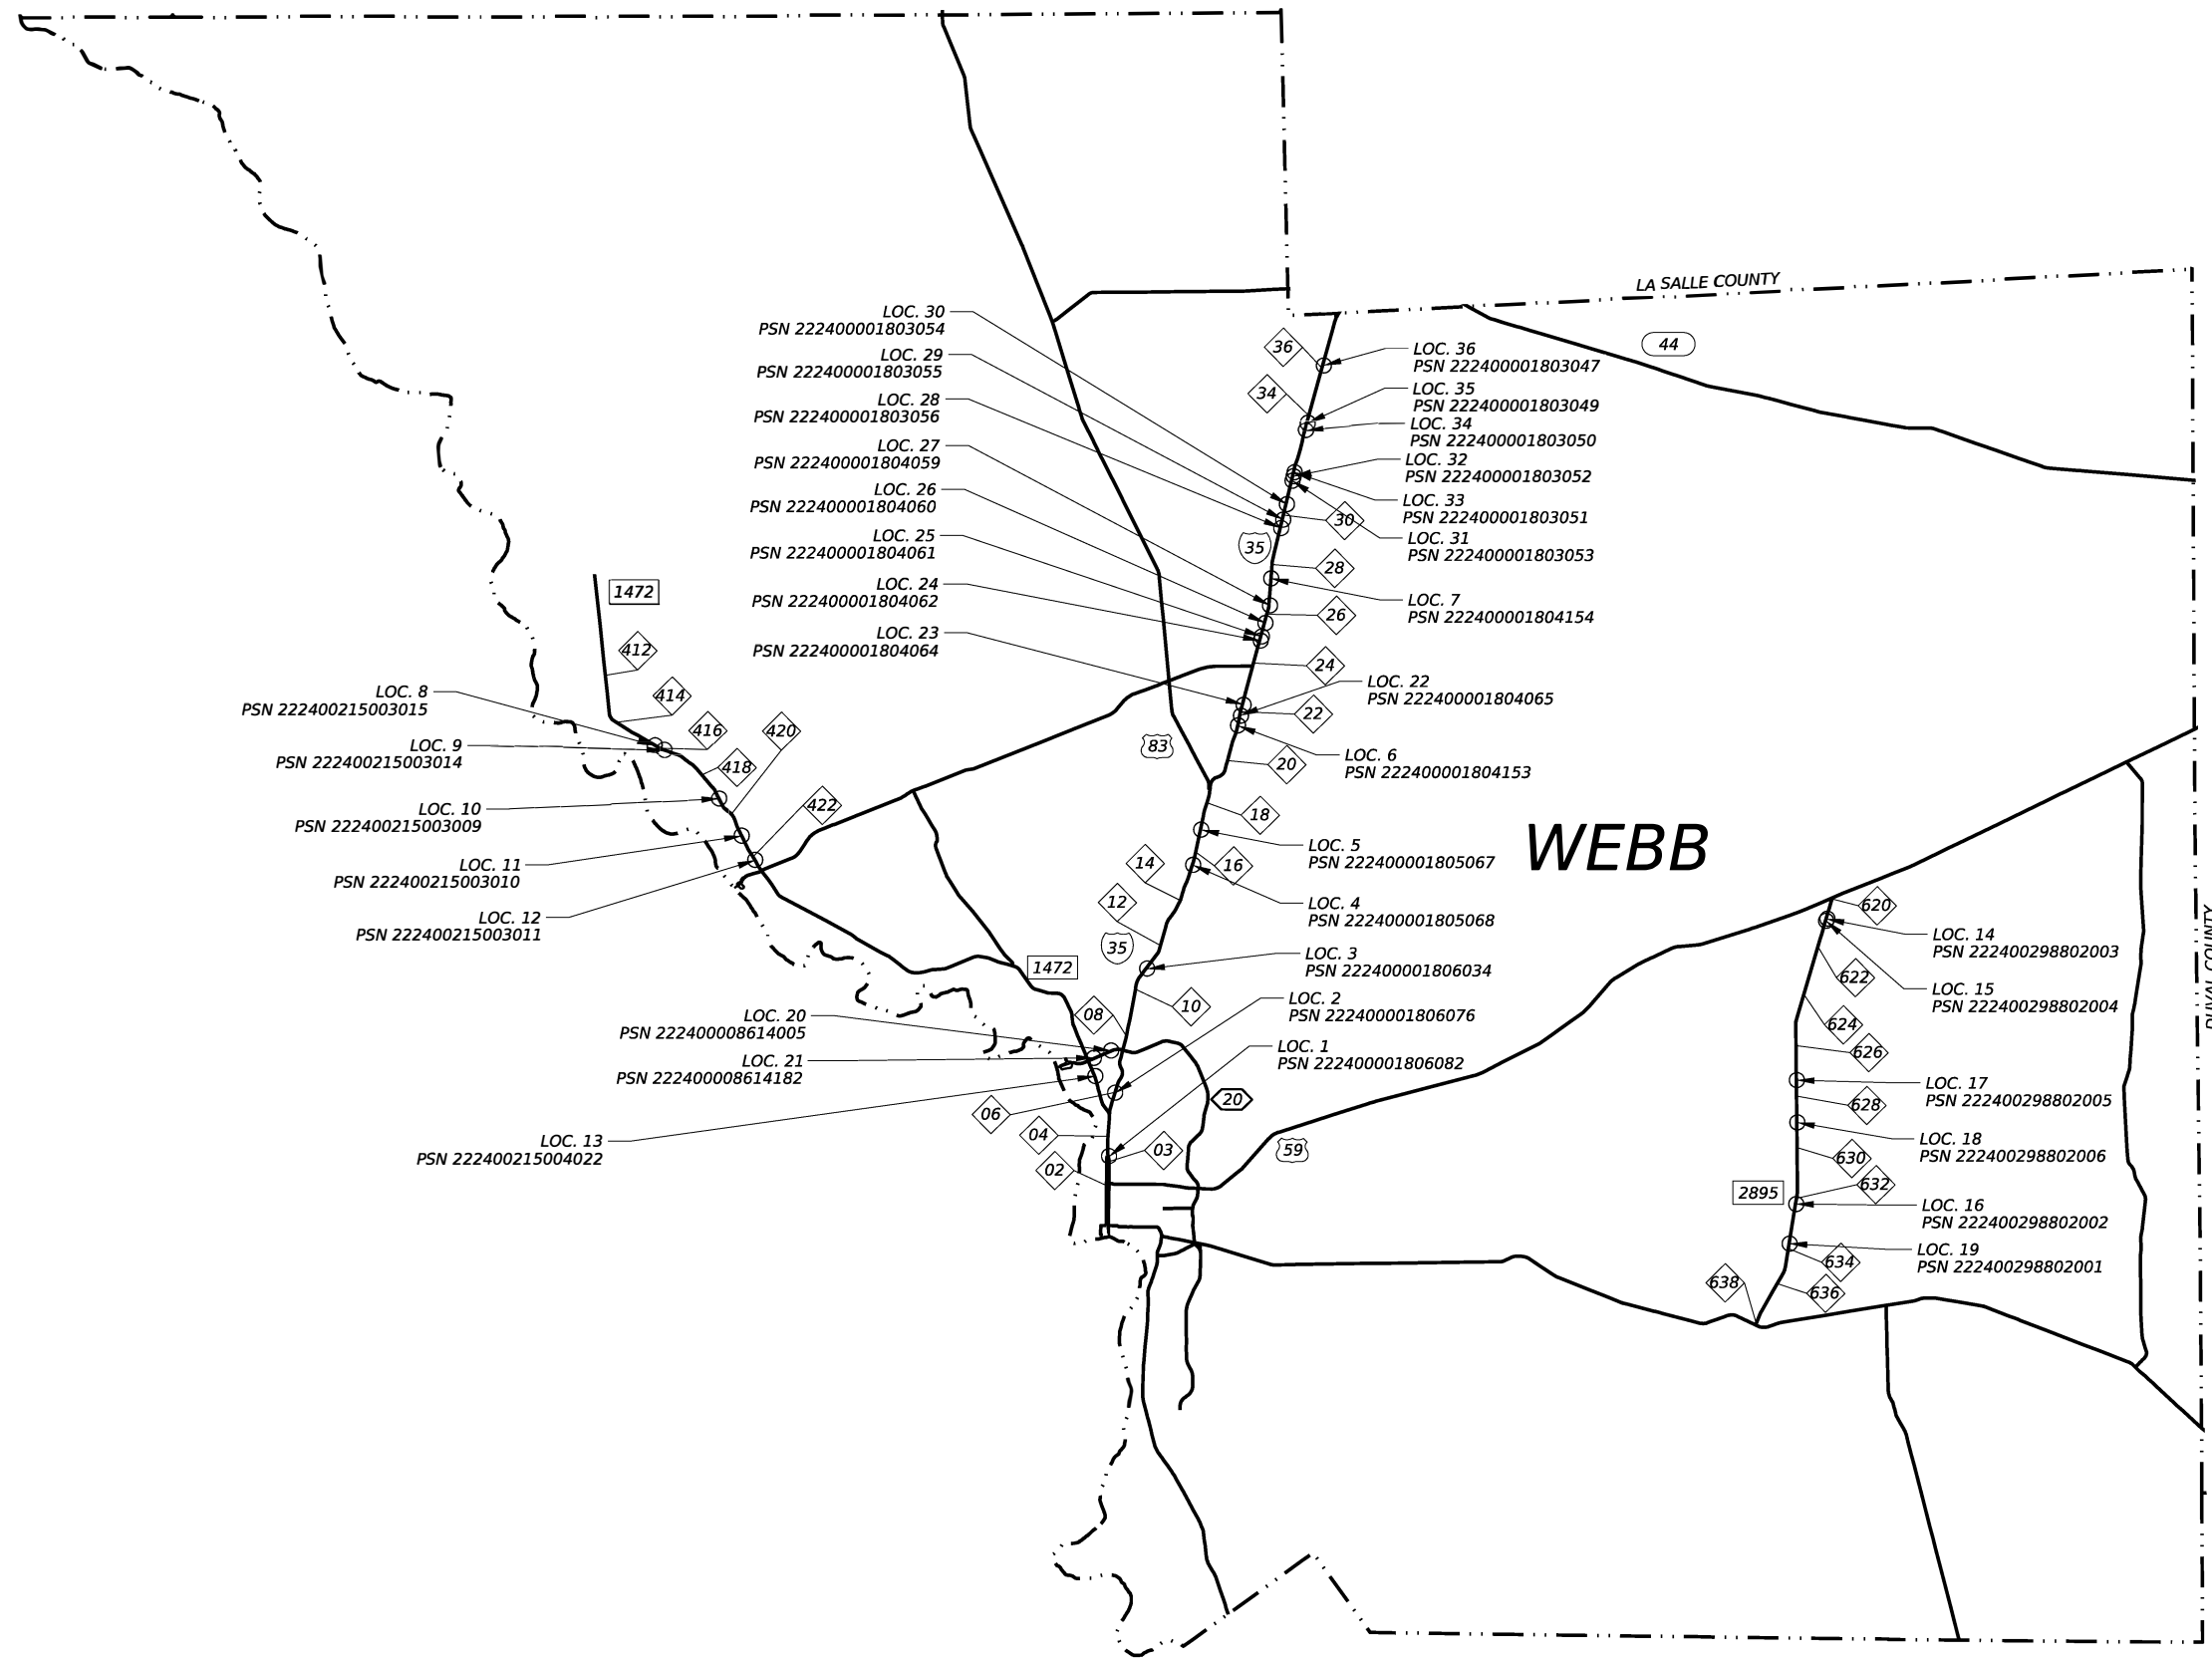 LA SALLE COUNTY
44
LOC. 30
PSN 222400001803054
LOC. 29
PSN 222400001803055
LOC. 28
PSN 222400001803056
LOC. 27
PSN 222400001804059
LOC. 26
PSN 222400001804060
LOC. 25
PSN 222400001804061
LOC. 24
PSN 222400001804062
LOC. 23
PSN 222400001804064
36
34
35
30
28
26
24
22
20
18
16
14
12
35
10
08
06
04
03
02
83
LOC. 36
PSN 222400001803047
LOC. 35
PSN 222400001803049
LOC. 34
PSN 222400001803050
LOC. 32
PSN 222400001803052
LOC. 33
PSN 222400001803051
LOC. 31
PSN 222400001803053
LOC. 7
PSN 222400001804154
LOC. 22
PSN 222400001804065
LOC. 6
PSN 222400001804153
LOC. 5
PSN 222400001805067
LOC. 4
PSN 222400001805068
LOC. 3
PSN 222400001806034
LOC. 2
PSN 222400001806076
LOC. 1
PSN 222400001806082
1472
412
414
416
420
418
422
LOC. 8
PSN 222400215003015
LOC. 9
PSN 222400215003014
LOC. 10
PSN 222400215003009
LOC. 11
PSN 222400215003010
LOC. 12
PSN 222400215003011
1472
LOC. 20
PSN 222400008614005
LOC. 21
PSN 222400008614182
LOC. 13
PSN 222400215004022
20
59
WEBB
DUVAL COUNTY
620
622
624
626
628
630
632
634
636
638
2895
LOC. 14
PSN 222400298802003
LOC. 15
PSN 222400298802004
LOC. 17
PSN 222400298802005
LOC. 18
PSN 222400298802006
LOC. 16
PSN 222400298802002
LOC. 19
PSN 222400298802001